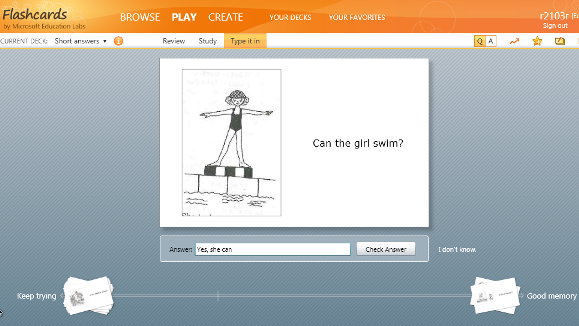 Flashcards
by Microsoft Education Labs
BROWSE PLAY CREATE YOUR DECKS YOUR FAVORITES
r2103r
Sign out
CURRENT DECK: Short answers
Review Study Type it in
Q A
Can the girl swim?
Answer: Yes, she can
Check Answer
I don't know.
Keep trying
Good memory